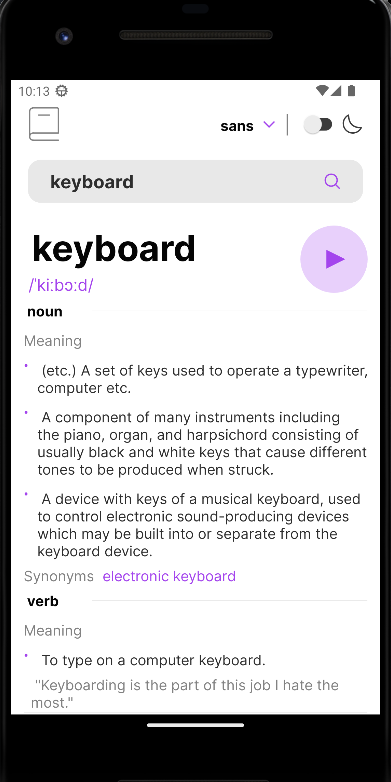 10:13
sans
keyboard
keyboard
/ˈkiːbɔːd/
noun
Meaning
(etc.) A set of keys used to operate a typewriter,
computer etc.
A component of many instruments including
the piano, organ, and harpsichord consisting of
usually black and white keys that cause different
tones to be produced when struck.
A device with keys of a musical keyboard, used
to control electronic sound-producing devices
which may be built into or separate from the
keyboard device.
Synonyms electronic keyboard
verb
Meaning
To type on a computer keyboard.
"Keyboarding is the part of this job I hate the
most."